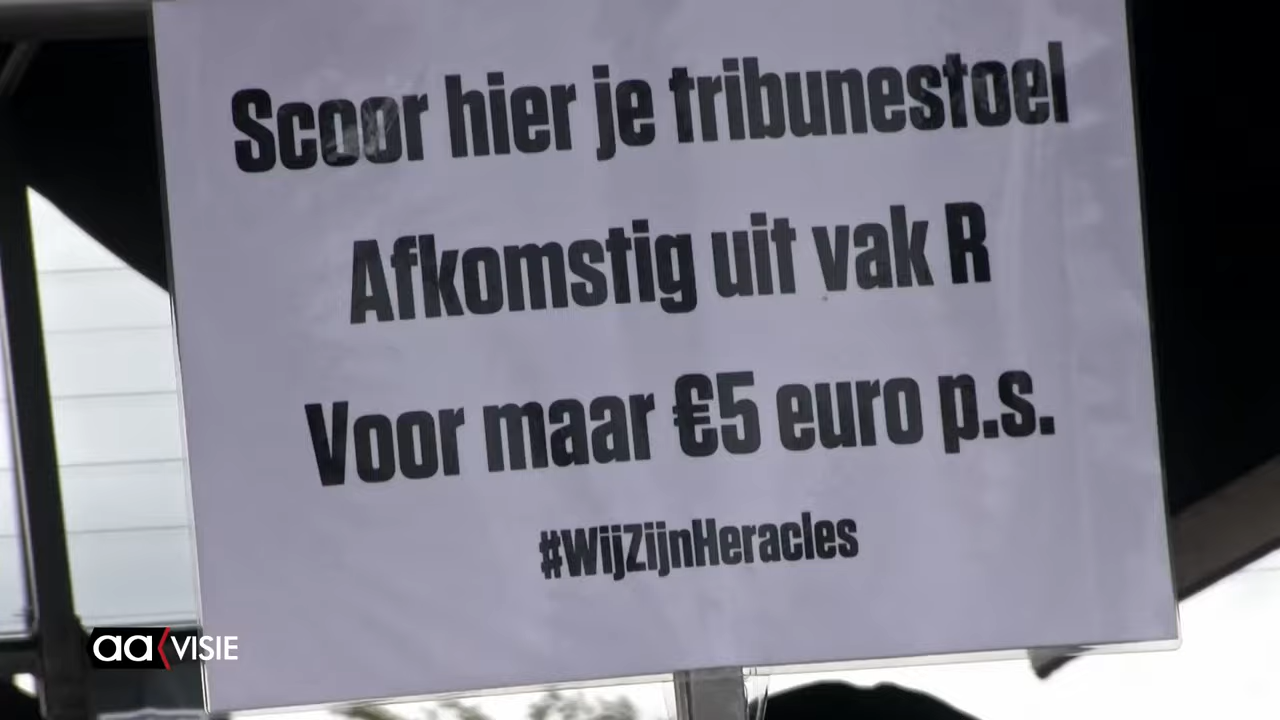 Scoor hier je tribunestoel
Afkomstig uit vak R
Voor maar €5 euro p.s.
#WijZijnHeracles
aa VISIE